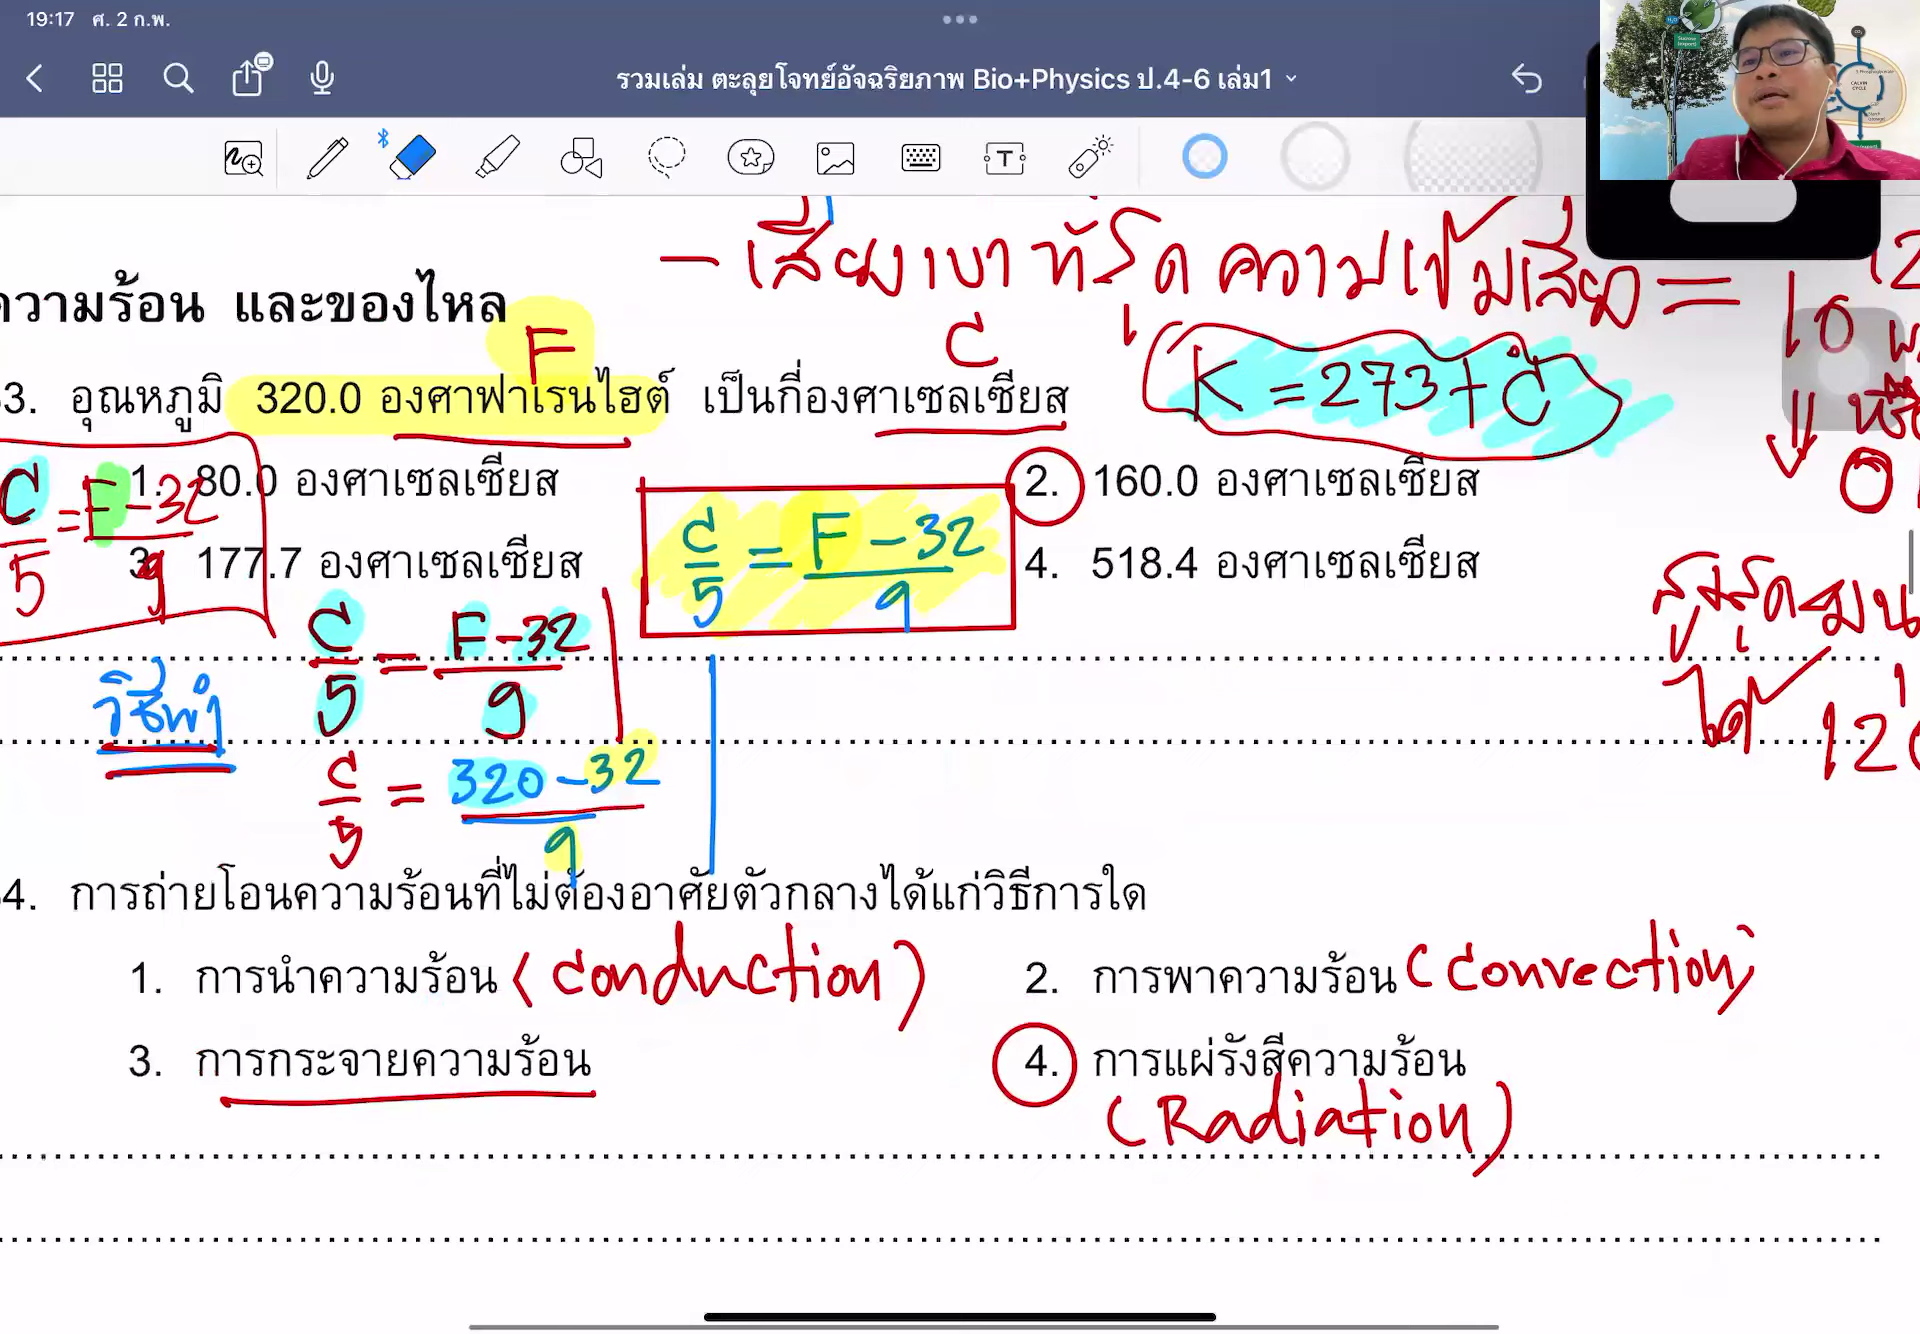 19:17 ศ. 2 ก.พ.
รวมเล่ม ตะลุยโจทย์อัจฉริยภาพ Bio+Physics ป.4-6 เล่ม1
CALVIN CYCLE
- เสียงเบาที่สุด ความเข้มเสียง = 10
ความร้อน และของไหล
F
C
K = 273 + °C
3. อุณหภูมิ 320.0 องศาฟาเรนไฮต์ เป็นกี่องศาเซลเซียส
1. 80.0 องศาเซลเซียส
2. 160.0 องศาเซลเซียส
3. 177.7 องศาเซลเซียส
4. 518.4 องศาเซลเซียส
C/5 = F - 32/9
C/5 = F - 32/9
0
C/5 = F - 32/9
วิธีทำ
C/5 = 320 - 32/9
ได้
4. การถ่ายโอนความร้อนที่ไม่ต้องอาศัยตัวกลางได้แก่วิธีการใด
1. การนำความร้อน (conduction)
2. การพาความร้อน (convection)
3. การกระจายความร้อน
4. การแผ่รังสีความร้อน
(Radiation)